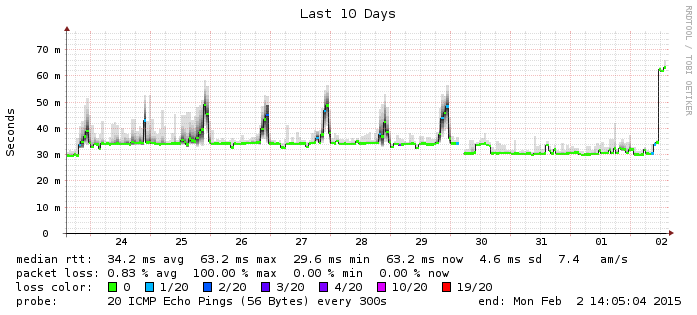 Last 10 Days
RRDTOOL / TOBI OETIKER
Seconds
70 m
60 m
50 m
40 m
30 m
20 m
10 m
0
24 25 26 27 28 29 30 31 01 02
median rtt: 34.2 ms avg 63.2 ms max 29.6 ms min 63.2 ms now 4.6 ms sd 7.4 am/s
packet loss: 0.83 % avg 100.00 % max 0.00 % min 0.00 % now
loss color: 0 1/20 2/20 3/20 4/20 10/20 19/20
probe: 20 ICMP Echo Pings (56 Bytes) every 300s end: Mon Feb 2 14:05:04 2015